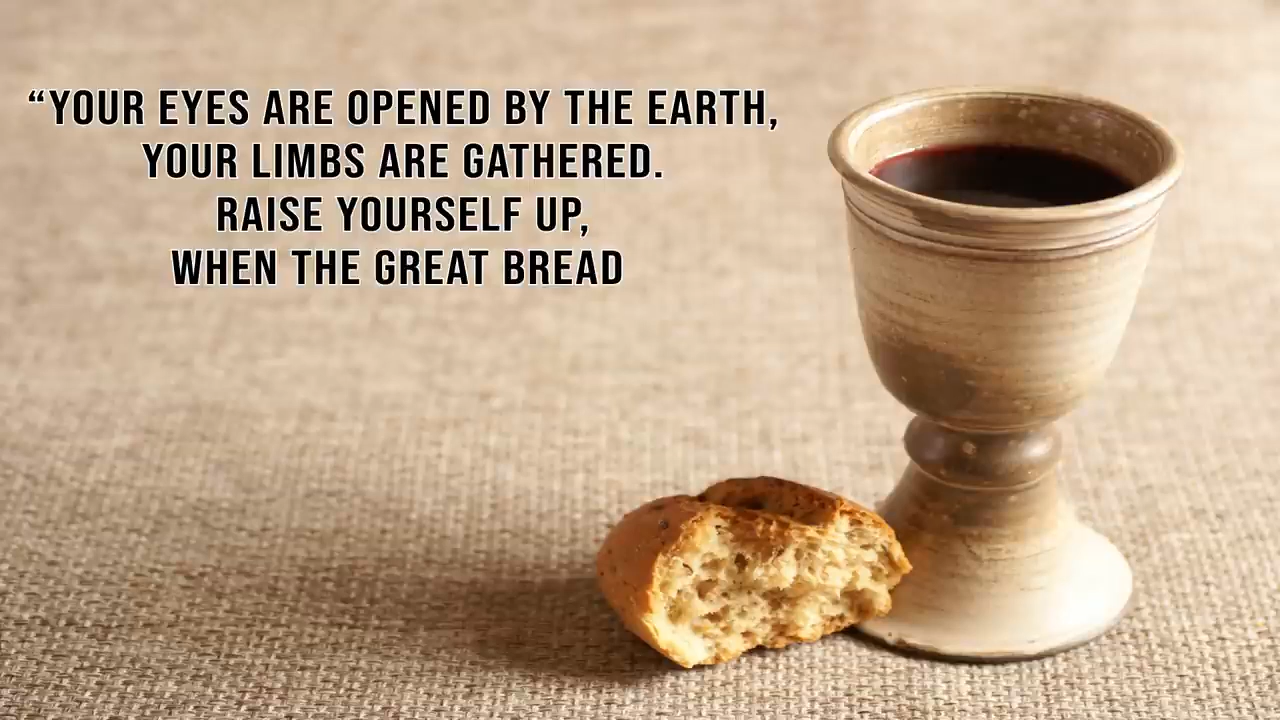 “YOUR EYES ARE OPENED BY THE EARTH,
YOUR LIMBS ARE GATHERED.
RAISE YOURSELF UP,
WHEN THE GREAT BREAD